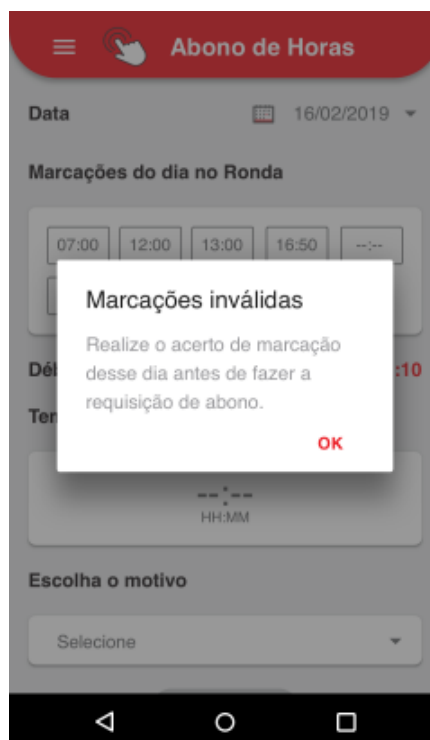 Abono de Horas
Data 16/02/2019
Marcações do dia no Ronda
07:00 12:00 13:00 16:50 --:--
Marcações inválidas
Realize o acerto de marcação
desse dia antes de fazer a
requisição de abono.
:10
OK
--:--
HH:MM
Escolha o motivo
Selecione